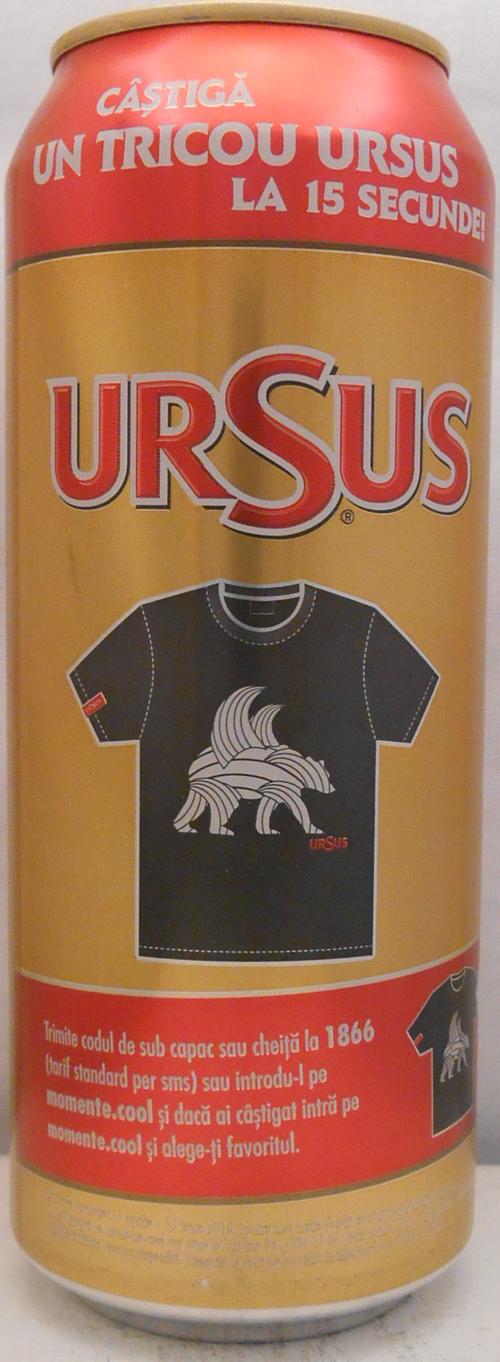 CÂȘTIGĂ
UN TRICOU URSUS
LA 15 SECUNDE!
URSUS
®
URSUS
Trimite codul de sub capac sau cheiță la 1866
(tarif standard per sms) sau introdu-l pe
momente.cool și dacă ai câștigat intră pe
momente.cool și alege-ți favoritul.